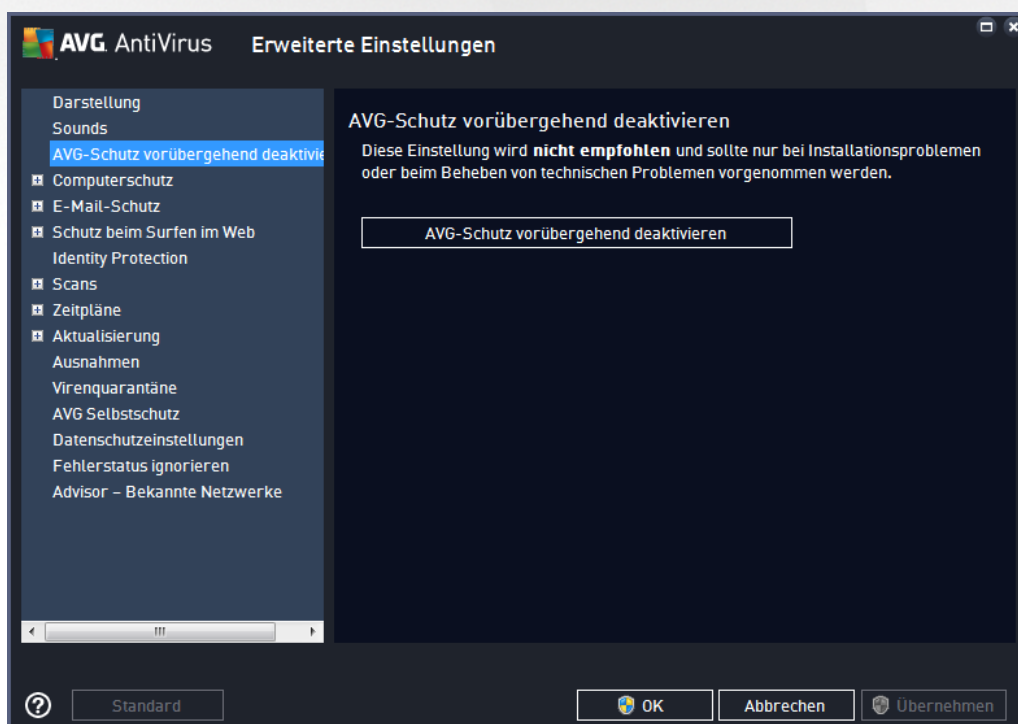 AVG. AntiVirus Erweiterte Einstellungen
Darstellung
Sounds
AVG-Schutz vorübergehend deaktivie
Computerschutz
E-Mail-Schutz
Schutz beim Surfen im Web
Identity Protection
Scans
Zeitpläne
Aktualisierung
Ausnahmen
Virenquarantäne
AVG Selbstschutz
Datenschutzeinstellungen
Fehlerstatus ignorieren
Advisor – Bekannte Netzwerke
AVG-Schutz vorübergehend deaktivieren
Diese Einstellung wird nicht empfohlen und sollte nur bei Installationsproblemen
oder beim Beheben von technischen Problemen vorgenommen werden.
AVG-Schutz vorübergehend deaktivieren
Standard
OK
Abbrechen
Übernehmen